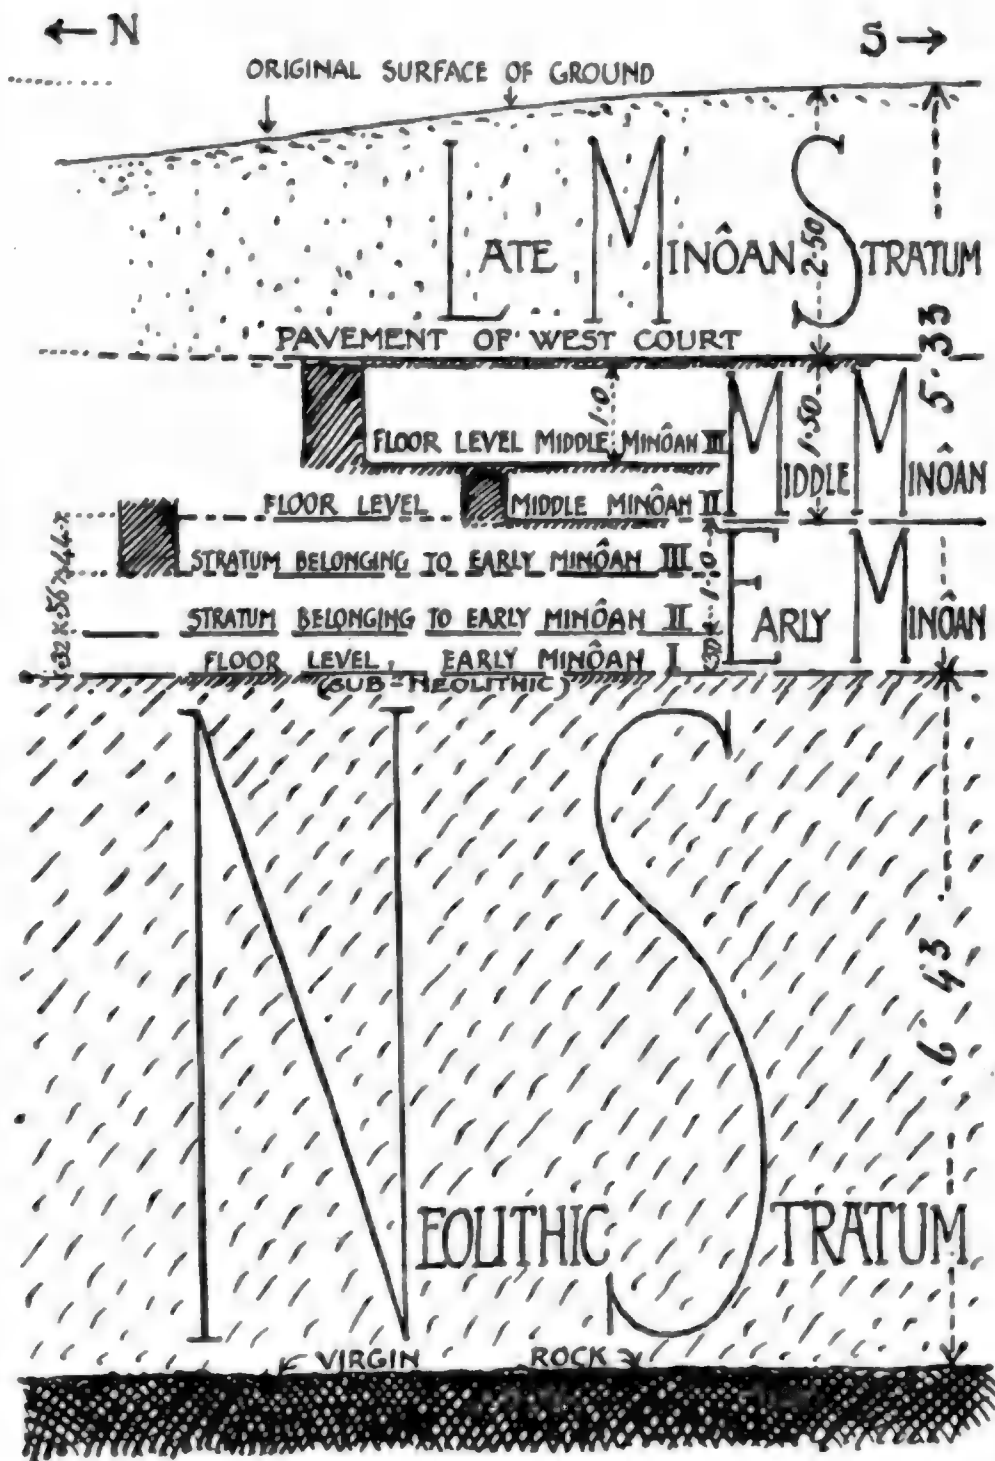 ← N
S →
ORIGINAL SURFACE OF GROUND
LATE MINÔAN STRATUM
2·50
5·33
PAVEMENT OF WEST COURT
1·0
FLOOR LEVEL MIDDLE MINÔAN III
MIDDLE MINÔAN
1·50
FLOOR LEVEL MIDDLE MINÔAN II
STRATUM BELONGING TO EARLY MINÔAN III
·44
·56
·32
1·0
EARLY MINÔAN
STRATUM BELONGING TO EARLY MINÔAN II
FLOOR LEVEL, EARLY MINÔAN I
(SUB-NEOLITHIC)
6·43
NEOLITHIC STRATUM
VIRGIN ROCK